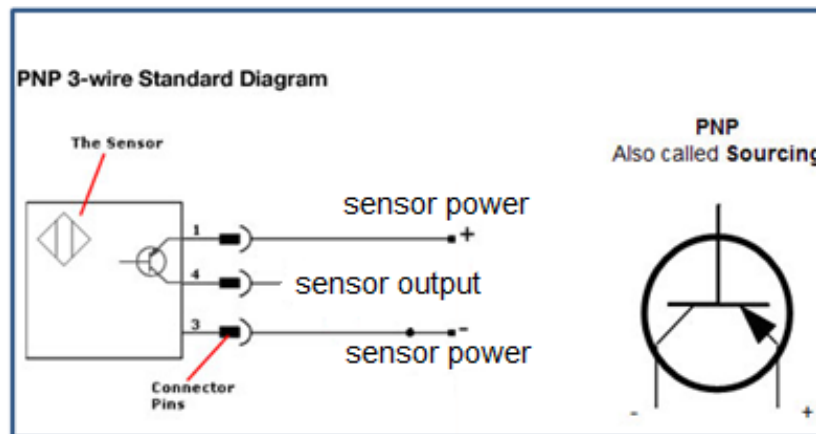 PNP 3-wire Standard Diagram
The Sensor
1
sensor power
+
4
sensor output
3
-
sensor power
Connector
Pins
PNP
Also called Sourcing
-
+